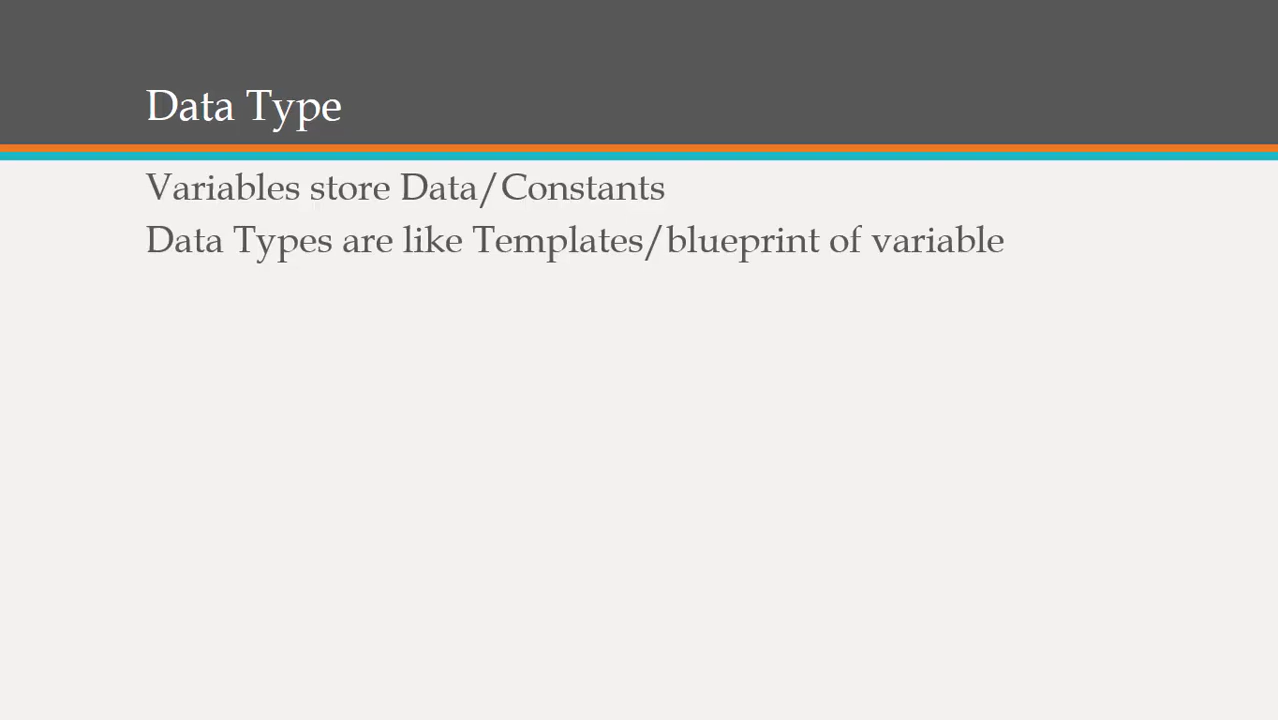 Data Type
Variables store Data/Constants
Data Types are like Templates/blueprint of variable